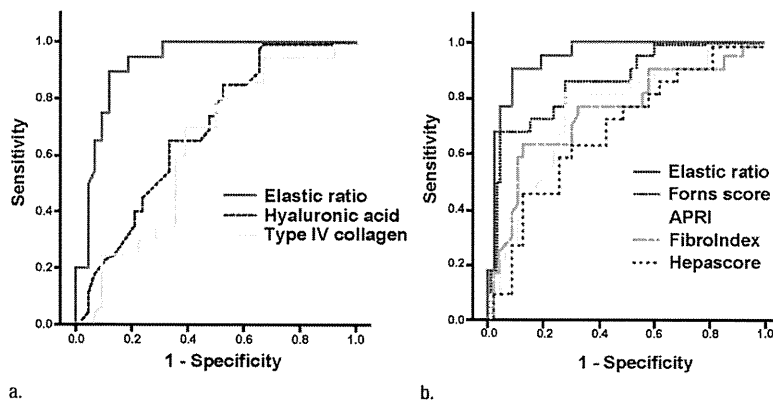 1.0
0.8
0.6
0.4
0.2
0.0
Sensitivity
Elastic ratio
Hyaluronic acid
Type IV collagen
0.0 0.2 0.4 0.6 0.8 1.0
1 - Specificity
a.
1.0
0.8
0.6
0.4
0.2
0.0
Sensitivity
Elastic ratio
Forns score
APRI
FibroIndex
Hepascore
0.0 0.2 0.4 0.6 0.8 1.0
1 - Specificity
b.